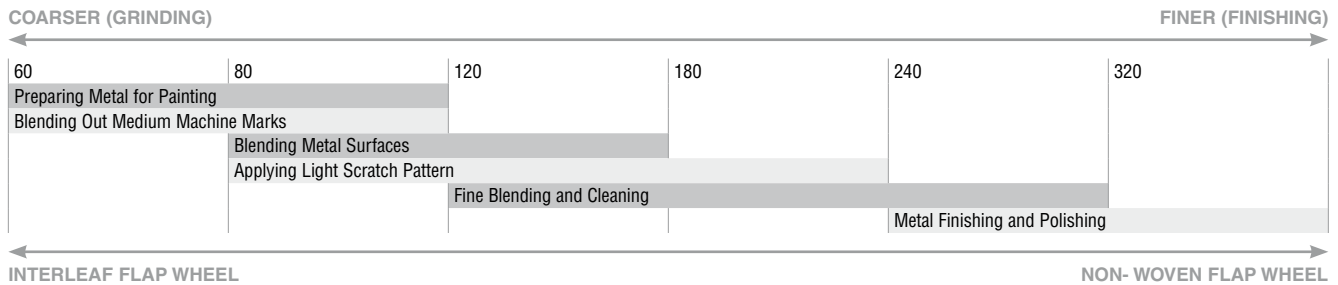 COARSER (GRINDING) FINER (FINISHING)
60 80 120 180 240 320
Preparing Metal for Painting
Blending Out Medium Machine Marks
Blending Metal Surfaces
Applying Light Scratch Pattern
Fine Blending and Cleaning
Metal Finishing and Polishing
INTERLEAF FLAP WHEEL NON- WOVEN FLAP WHEEL